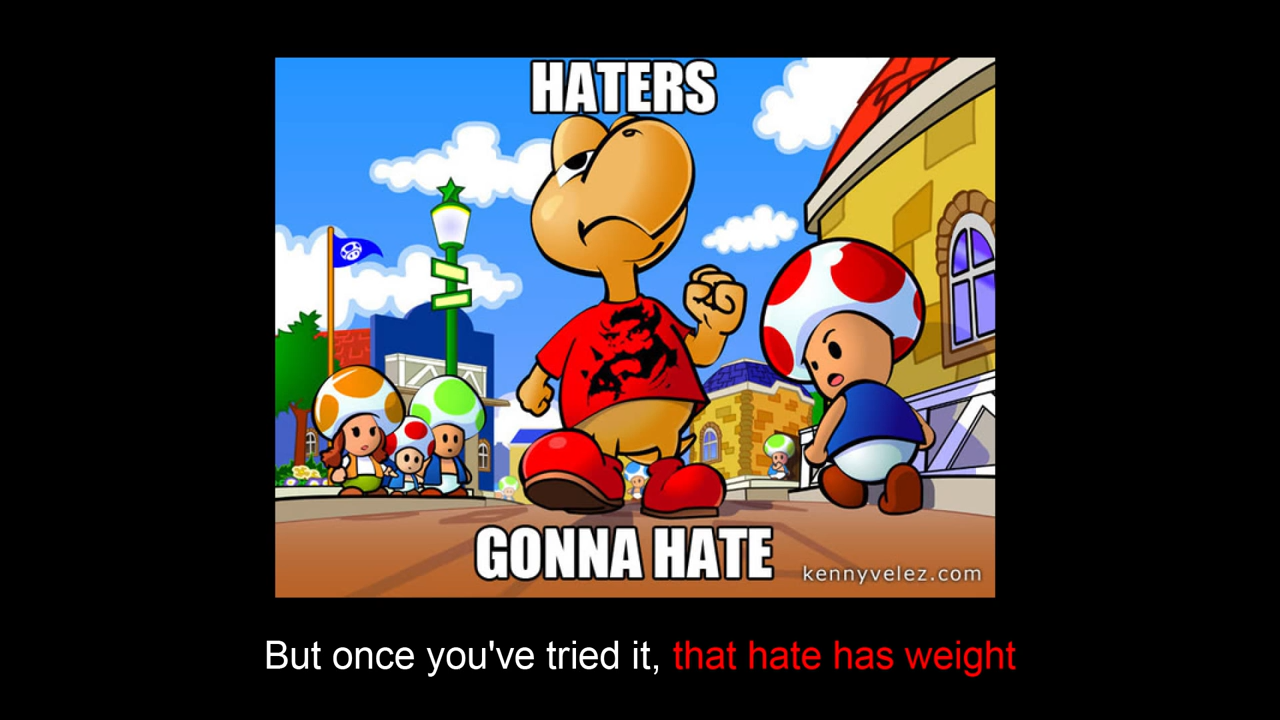 HATERS
GONNA HATE
kennyvelez.com
But once you've tried it, that hate has weight